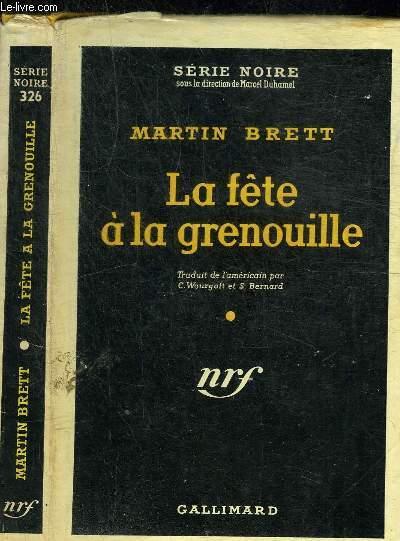 Le-livre.com
SÉRIE
NOIRE
326
LA FÊTE A LA GRENOUILLE
MARTIN BRETT
nrf
SÉRIE NOIRE
sous la direction de Marcel Duhamel
MARTIN BRETT
La fête
à la grenouille
Traduit de l'américain par
C. Wourgaft et S. Bernard
nrf
GALLIMARD